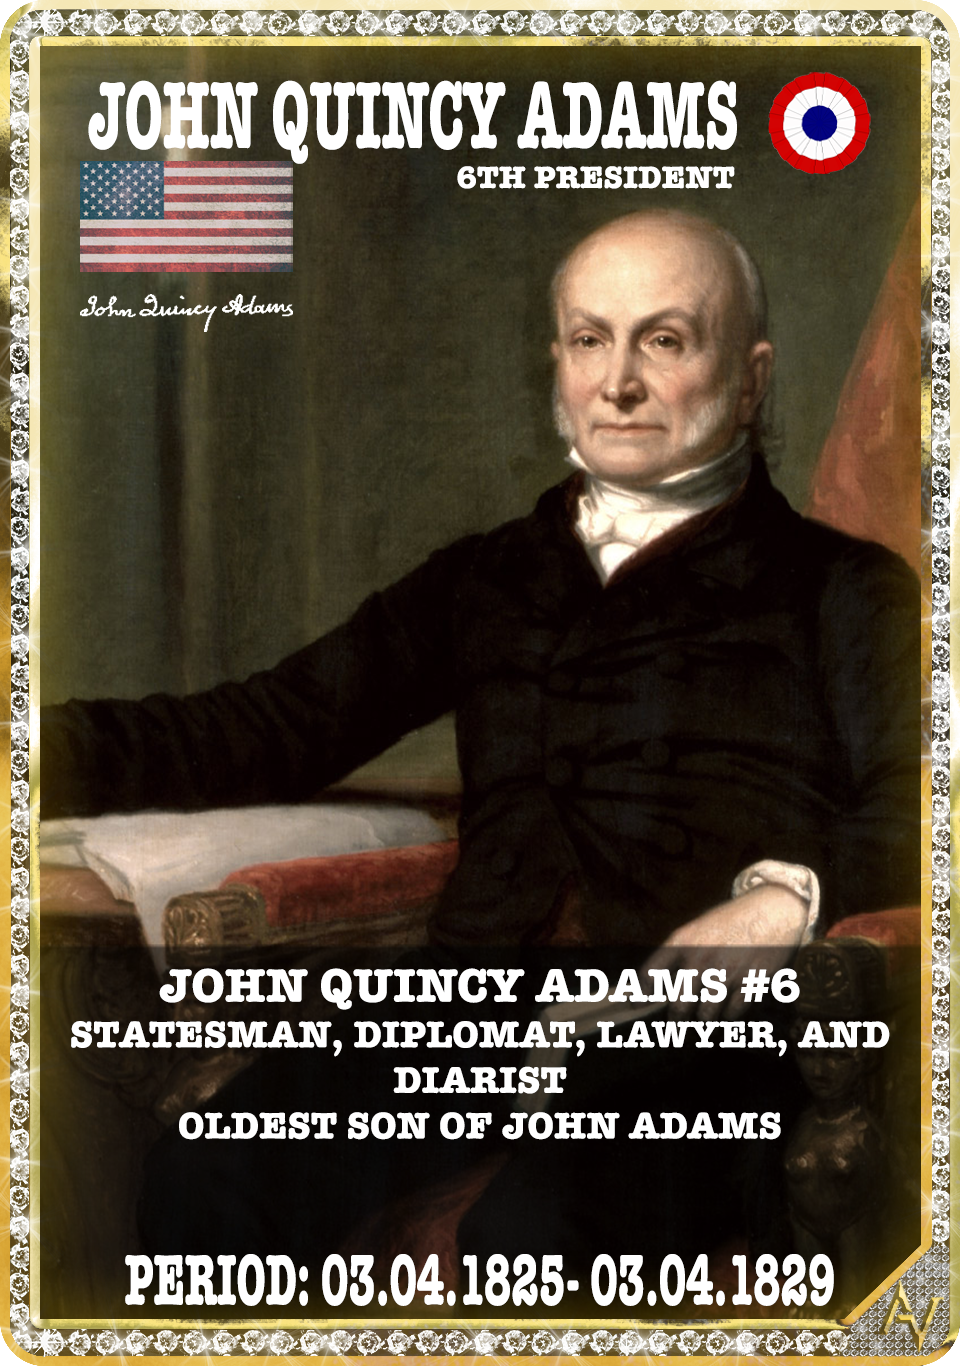 JOHN QUINCY ADAMS
6TH PRESIDENT
John Quincy Adams
JOHN QUINCY ADAMS #6
STATESMAN, DIPLOMAT, LAWYER, AND
DIARIST
OLDEST SON OF JOHN ADAMS
PERIOD: 03.04.1825- 03.04.1829